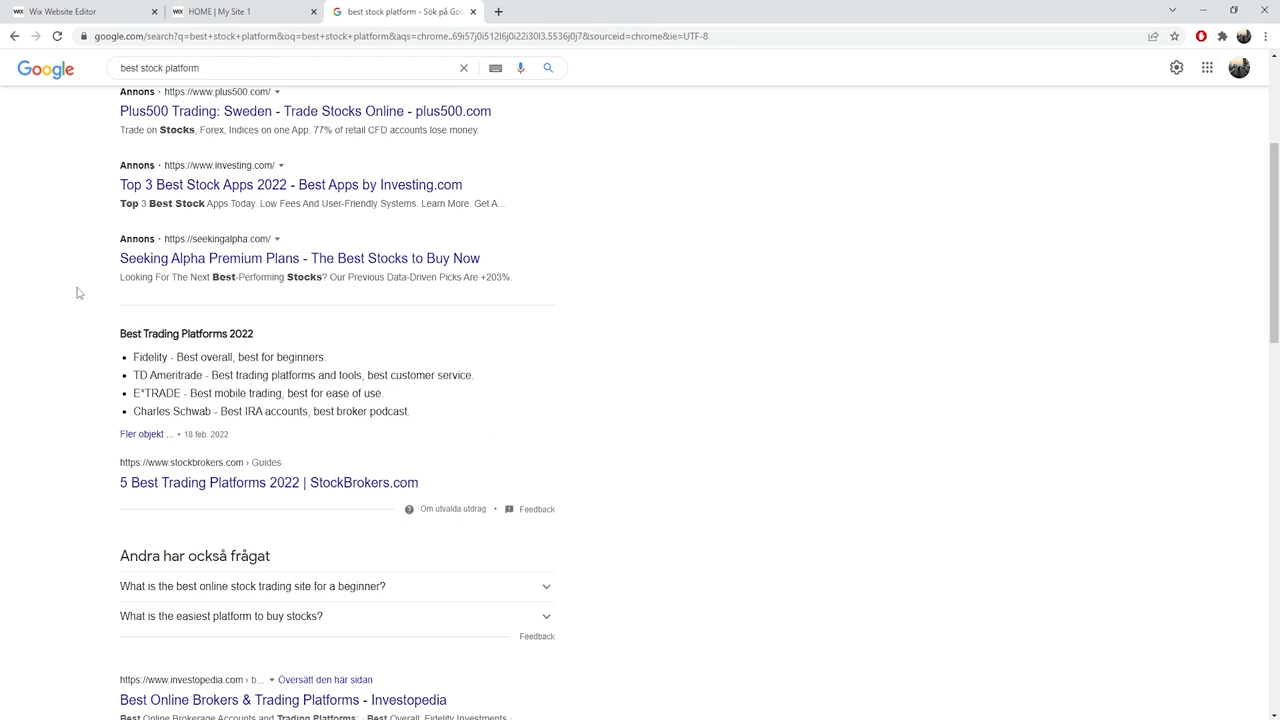 WIX Wix Website Editor
WIX HOME | My Site 1
G best stock platform - Sök på Goo
google.com/search?q=best+stock+platform&oq=best+stock+platform&aqs=chrome..69i57j0i512l6j0i22i30l3.5536j0j7&sourceid=chrome&ie=UTF-8
Google
best stock platform
Annons · https://www.plus500.com/
Plus500 Trading: Sweden - Trade Stocks Online - plus500.com
Trade on Stocks, Forex, Indices on one App. 77% of retail CFD accounts lose money.
Annons · https://www.investing.com/
Top 3 Best Stock Apps 2022 - Best Apps by Investing.com
Top 3 Best Stock Apps Today. Low Fees And User-Friendly Systems. Learn More. Get A...
Annons · https://seekingalpha.com/
Seeking Alpha Premium Plans - The Best Stocks to Buy Now
Looking For The Next Best-Performing Stocks? Our Previous Data-Driven Picks Are +203%.
Best Trading Platforms 2022
• Fidelity - Best overall, best for beginners.
• TD Ameritrade - Best trading platforms and tools, best customer service.
• E*TRADE - Best mobile trading, best for ease of use.
• Charles Schwab - Best IRA accounts, best broker podcast.
Fler objekt ... • 18 feb. 2022
https://www.stockbrokers.com › Guides
5 Best Trading Platforms 2022 | StockBrokers.com
Om utvalda utdrag • Feedback
Andra har också frågat
What is the best online stock trading site for a beginner?
What is the easiest platform to buy stocks?
Feedback
https://www.investopedia.com › b... Översätt den här sidan
Best Online Brokers & Trading Platforms - Investopedia
Best Online Brokerage Accounts and Trading Platforms: · Best Overall: Fidelity Investments ·